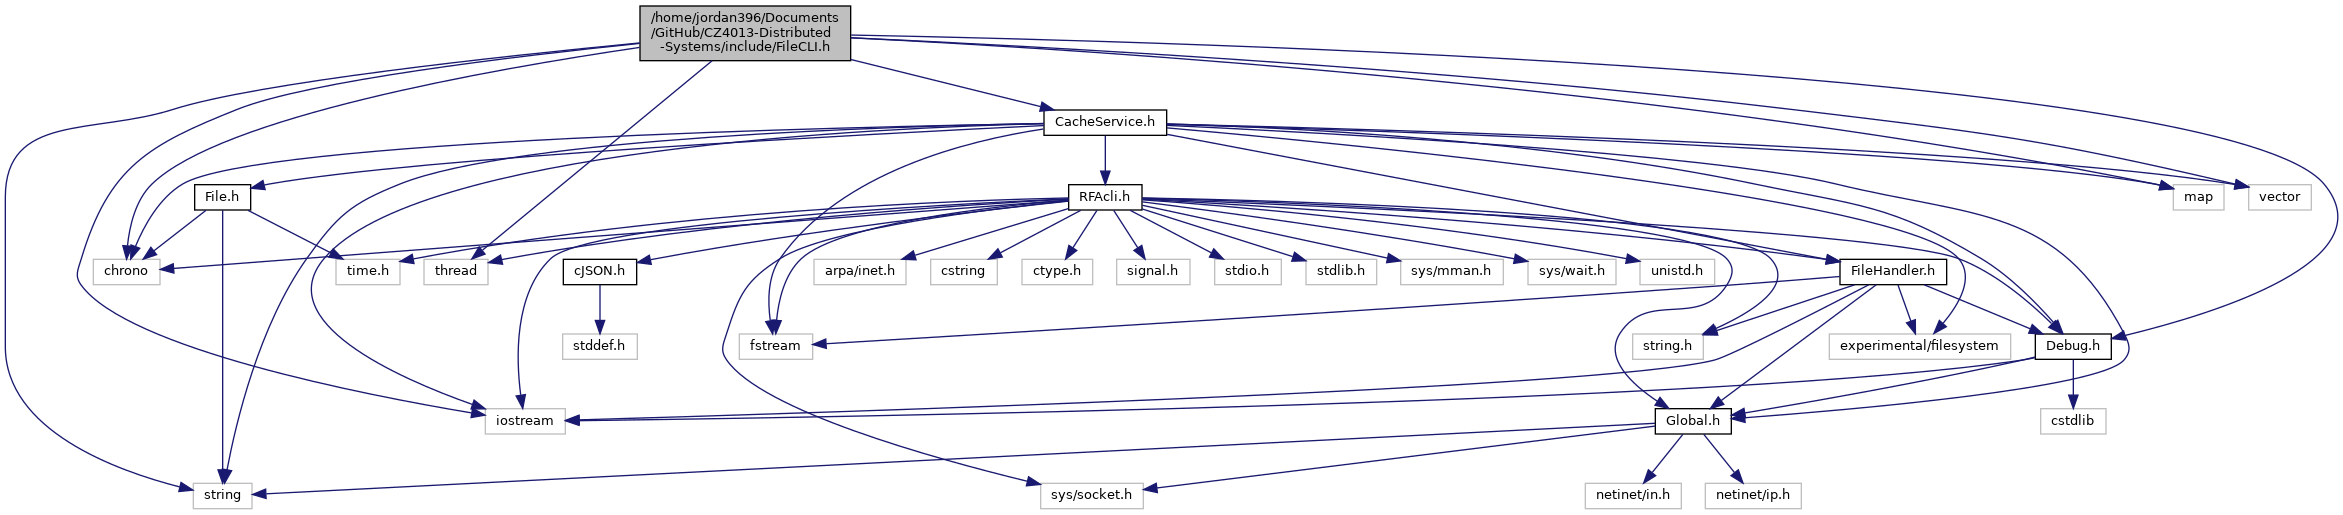 /home/jordan396/Documents
/GitHub/CZ4013-Distributed
-Systems/include/FileCLI.h
CacheService.h
File.h
RFAcli.h
map
vector
chrono
time.h
thread
cJSON.h
arpa/inet.h
cstring
ctype.h
signal.h
stdio.h
stdlib.h
sys/mman.h
sys/wait.h
unistd.h
FileHandler.h
stddef.h
fstream
string.h
experimental/filesystem
Debug.h
iostream
Global.h
cstdlib
string
sys/socket.h
netinet/in.h
netinet/ip.h